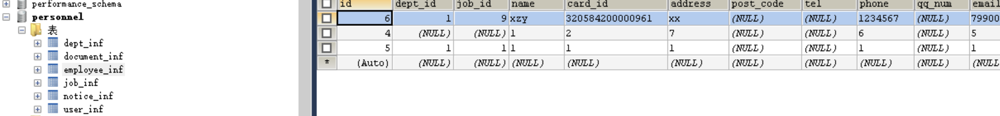 performance_schema
personnel
表
dept_inf
document_inf
employee_inf
job_inf
notice_inf
user_inf
id dept_id job_id name card_id address post_code tel phone qq_num email
6 1 9 xzy 320584200000961 xx (NULL) (NULL) 1234567 (NULL) 79900
4 (NULL) (NULL) 1 2 7 (NULL) (NULL) 6 (NULL) 5
5 1 1 1 1 1 (NULL) (NULL) 1 (NULL) 1
* (Auto) (NULL) (NULL) (NULL) (NULL) (NULL) (NULL) (NULL) (NULL) (NULL) (NULL